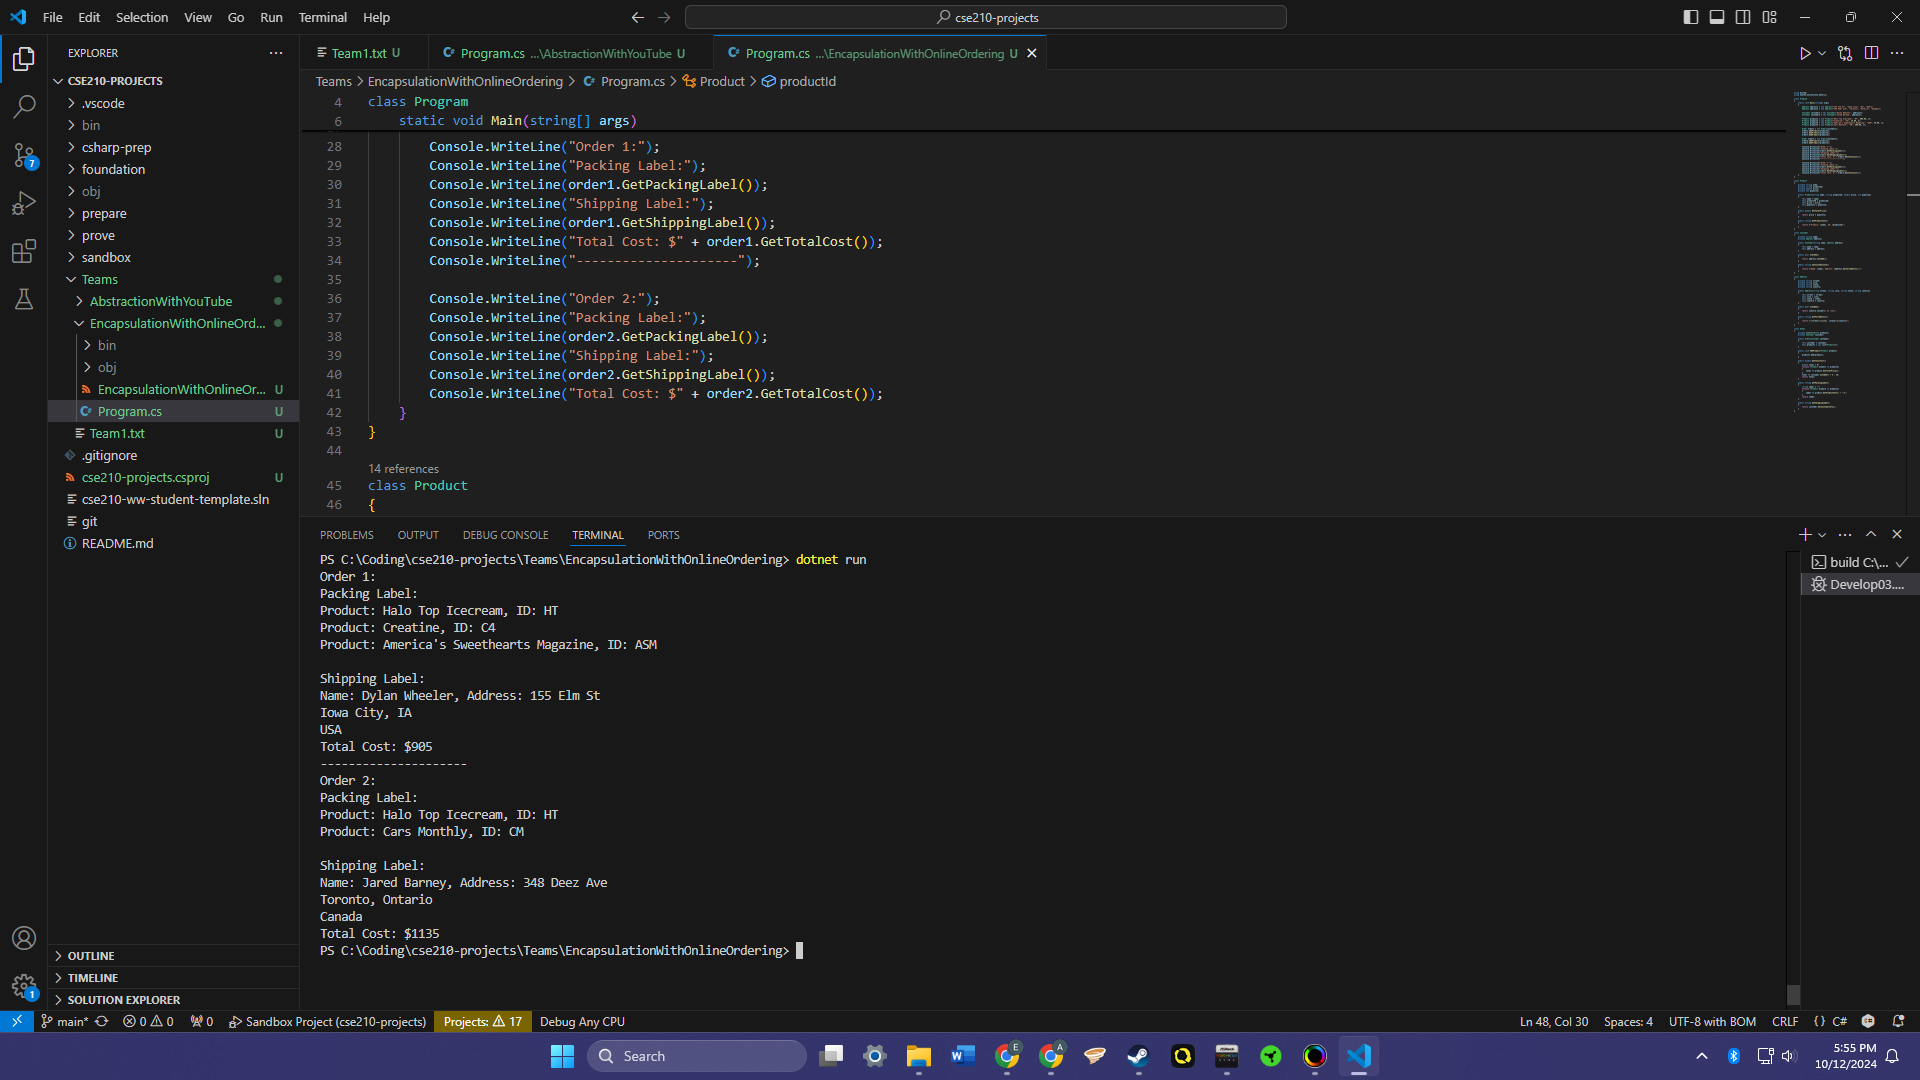 File Edit Selection View Go Run Terminal Help
cse210-projects
EXPLORER
Team1.txt U
Program.cs ...\AbstractionWithYouTube U
Program.cs ...\EncapsulationWithOnlineOrdering U
CSE210-PROJECTS
.vscode
bin
csharp-prep
foundation
obj
prepare
prove
sandbox
Teams
AbstractionWithYouTube
EncapsulationWithOnlineOrd...
bin
obj
EncapsulationWithOnlineOr... U
Program.cs U
Team1.txt U
.gitignore
cse210-projects.csproj U
cse210-ww-student-template.sln
git
README.md
OUTLINE
TIMELINE
SOLUTION EXPLORER
7
1
Teams > EncapsulationWithOnlineOrdering > Program.cs > Product > productId
4 class Program
6 static void Main(string[] args)
28 Console.WriteLine("Order 1:");
29 Console.WriteLine("Packing Label:");
30 Console.WriteLine(order1.GetPackingLabel());
31 Console.WriteLine("Shipping Label:");
32 Console.WriteLine(order1.GetShippingLabel());
33 Console.WriteLine("Total Cost: $" + order1.GetTotalCost());
34 Console.WriteLine("---------------------");
35
36 Console.WriteLine("Order 2:");
37 Console.WriteLine("Packing Label:");
38 Console.WriteLine(order2.GetPackingLabel());
39 Console.WriteLine("Shipping Label:");
40 Console.WriteLine(order2.GetShippingLabel());
41 Console.WriteLine("Total Cost: $" + order2.GetTotalCost());
42 }
43 }
44
14 references
45 class Product
46 {
PROBLEMS OUTPUT DEBUG CONSOLE TERMINAL PORTS
PS C:\Coding\cse210-projects\Teams\EncapsulationWithOnlineOrdering> dotnet run
Order 1:
Packing Label:
Product: Halo Top Icecream, ID: HT
Product: Creatine, ID: C4
Product: America's Sweethearts Magazine, ID: ASM
Shipping Label:
Name: Dylan Wheeler, Address: 155 Elm St
Iowa City, IA
USA
Total Cost: $905
---------------------
Order 2:
Packing Label:
Product: Halo Top Icecream, ID: HT
Product: Cars Monthly, ID: CM
Shipping Label:
Name: Jared Barney, Address: 348 Deez Ave
Toronto, Ontario
Canada
Total Cost: $1135
PS C:\Coding\cse210-projects\Teams\EncapsulationWithOnlineOrdering>
build C:\...
Develop03....
main* 0 0 0 Sandbox Project (cse210-projects) Projects: 17 Debug Any CPU
Ln 48, Col 30 Spaces: 4 UTF-8 with BOM CRLF {} C#
Search
E
A
5:55 PM
10/12/2024